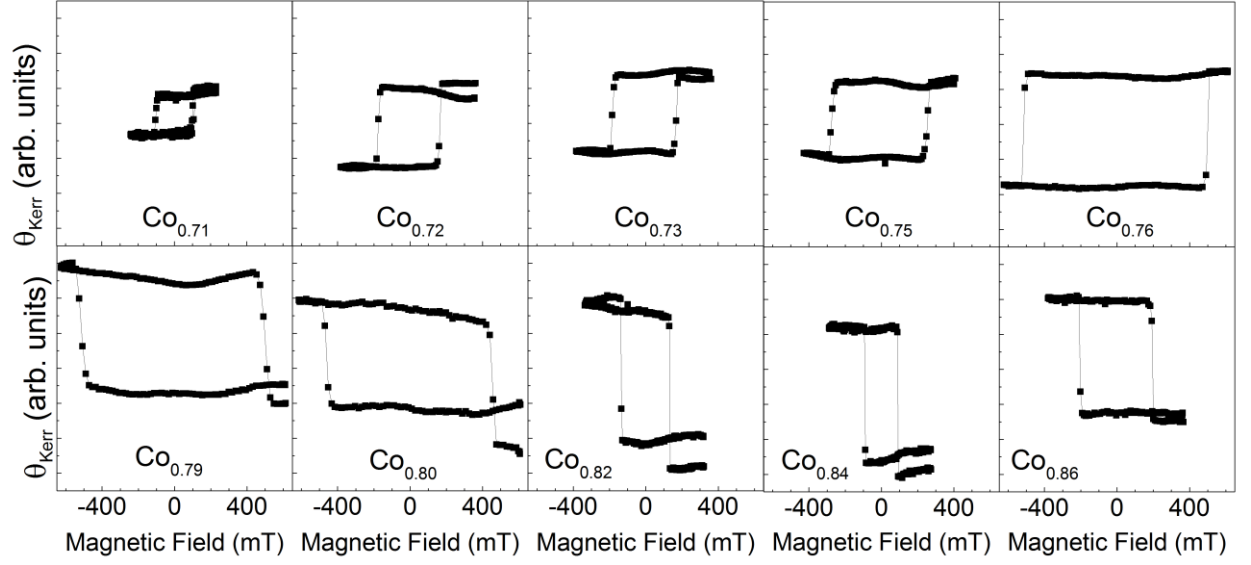 θKerr (arb. units)
Co0.71
Co0.72
Co0.73
Co0.75
Co0.76
θKerr (arb. units)
Co0.79
Co0.80
Co0.82
Co0.84
Co0.86
-400 0 400 -400 0 400 -400 0 400 -400 0 400 -400 0 400
Magnetic Field (mT) Magnetic Field (mT) Magnetic Field (mT) Magnetic Field (mT) Magnetic Field (mT)